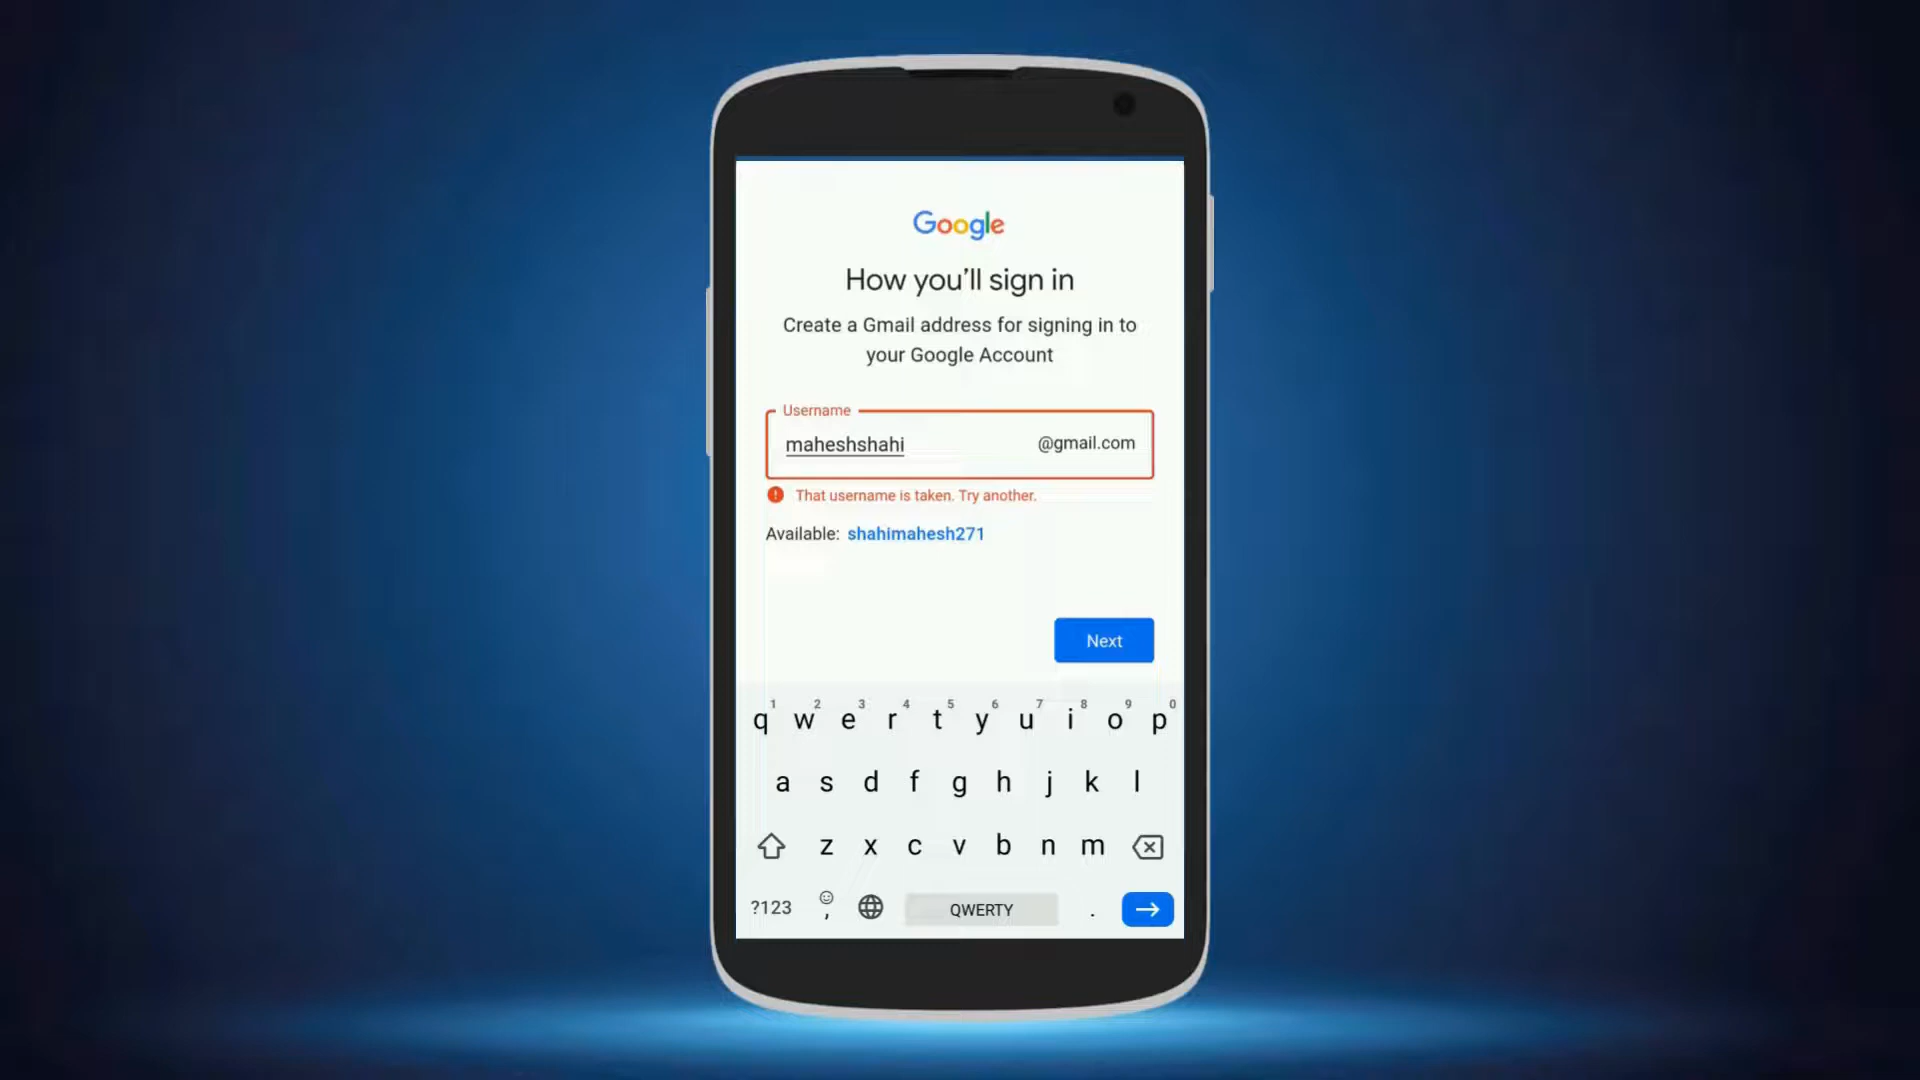 Google
How you'll sign in
Create a Gmail address for signing in to
your Google Account
Username
maheshshahi @gmail.com
That username is taken. Try another.
Available: shahimahesh271
Next
1 2 3 4 5 6 7 8 9 0
q w e r t y u i o p
a s d f g h j k l
z x c v b n m
?123 , QWERTY .